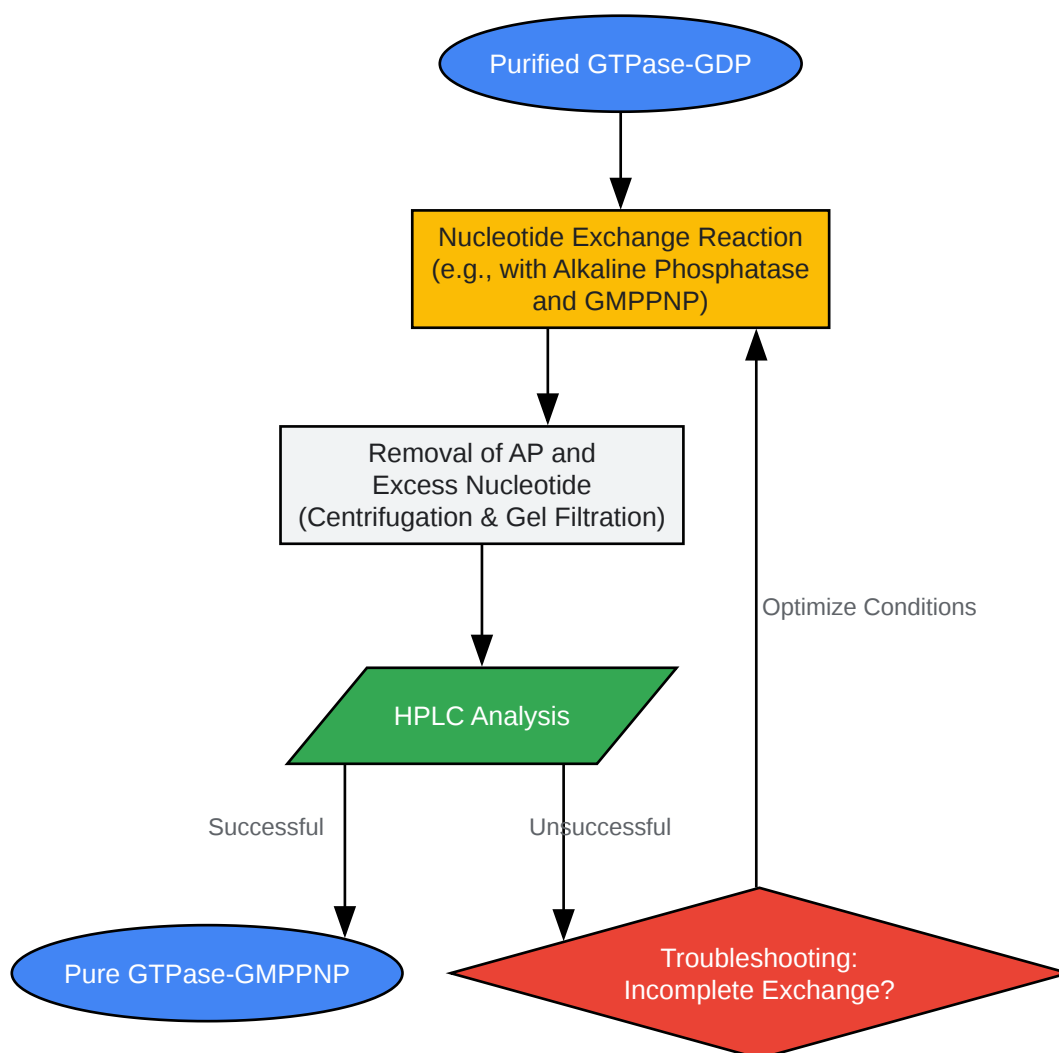 Purified GTPase-GDP
Nucleotide Exchange Reaction
(e.g., with Alkaline Phosphatase
and GMPPNP)
Removal of AP and
Excess Nucleotide
(Centrifugation & Gel Filtration)
Optimize Conditions
HPLC Analysis
Successful
Unsuccessful
Pure GTPase-GMPPNP
Troubleshooting:
Incomplete Exchange?